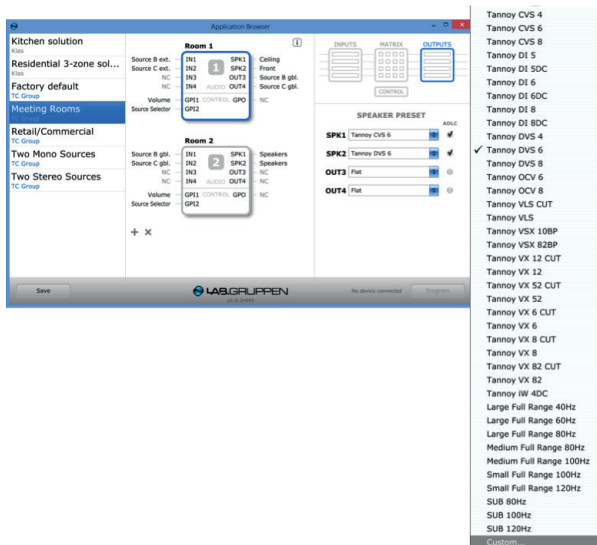 Application Browser
Kitchen solution
Klas
Residential 3-zone sol...
Klas
Factory default
TC Group
Meeting Rooms
TC Group
Retail/Commercial
TC Group
Two Mono Sources
TC Group
Two Stereo Sources
TC Group
Room 1
i
Source B ext. IN1 SPK1 Ceiling
Source C ext. IN2 1 SPK2 Front
NC IN3 OUT3 Source B gbl.
NC IN4 AUDIO OUT4 Source C gbl.
Volume GPI1 CONTROL GPO NC
Source Selector GPI2
Room 2
Source B gbl. IN1 SPK1 Speakers
Source C gbl. IN2 2 SPK2 Speakers
NC IN3 OUT3 NC
NC IN4 AUDIO OUT4 NC
Volume GPI1 CONTROL GPO NC
Source Selector GPI2
INPUTS MATRIX OUTPUTS
CONTROL
SPEAKER PRESET
ADLC
SPK1 Tannoy CVS 6
SPK2 Tannoy DVS 6
OUT3 Flat
OUT4 Flat
Save
LAB.GRUPPEN
No device connected
Program
Tannoy CVS 4
Tannoy CVS 6
Tannoy CVS 8
Tannoy DI 5
Tannoy DI 5DC
Tannoy DI 6
Tannoy DI 6DC
Tannoy DI 8
Tannoy DI 8DC
Tannoy DVS 4
✓ Tannoy DVS 6
Tannoy DVS 8
Tannoy OCV 6
Tannoy OCV 8
Tannoy VLS CUT
Tannoy VLS
Tannoy VSX 10BP
Tannoy VSX 82BP
Tannoy VX 12 CUT
Tannoy VX 12
Tannoy VX 52 CUT
Tannoy VX 52
Tannoy VX 6 CUT
Tannoy VX 6
Tannoy VX 8 CUT
Tannoy VX 8
Tannoy VX 82 CUT
Tannoy VX 82
Tannoy iW 4DC
Large Full Range 40Hz
Large Full Range 60Hz
Large Full Range 80Hz
Medium Full Range 80Hz
Medium Full Range 100Hz
Small Full Range 100Hz
Small Full Range 120Hz
SUB 80Hz
SUB 100Hz
SUB 120Hz
Custom...